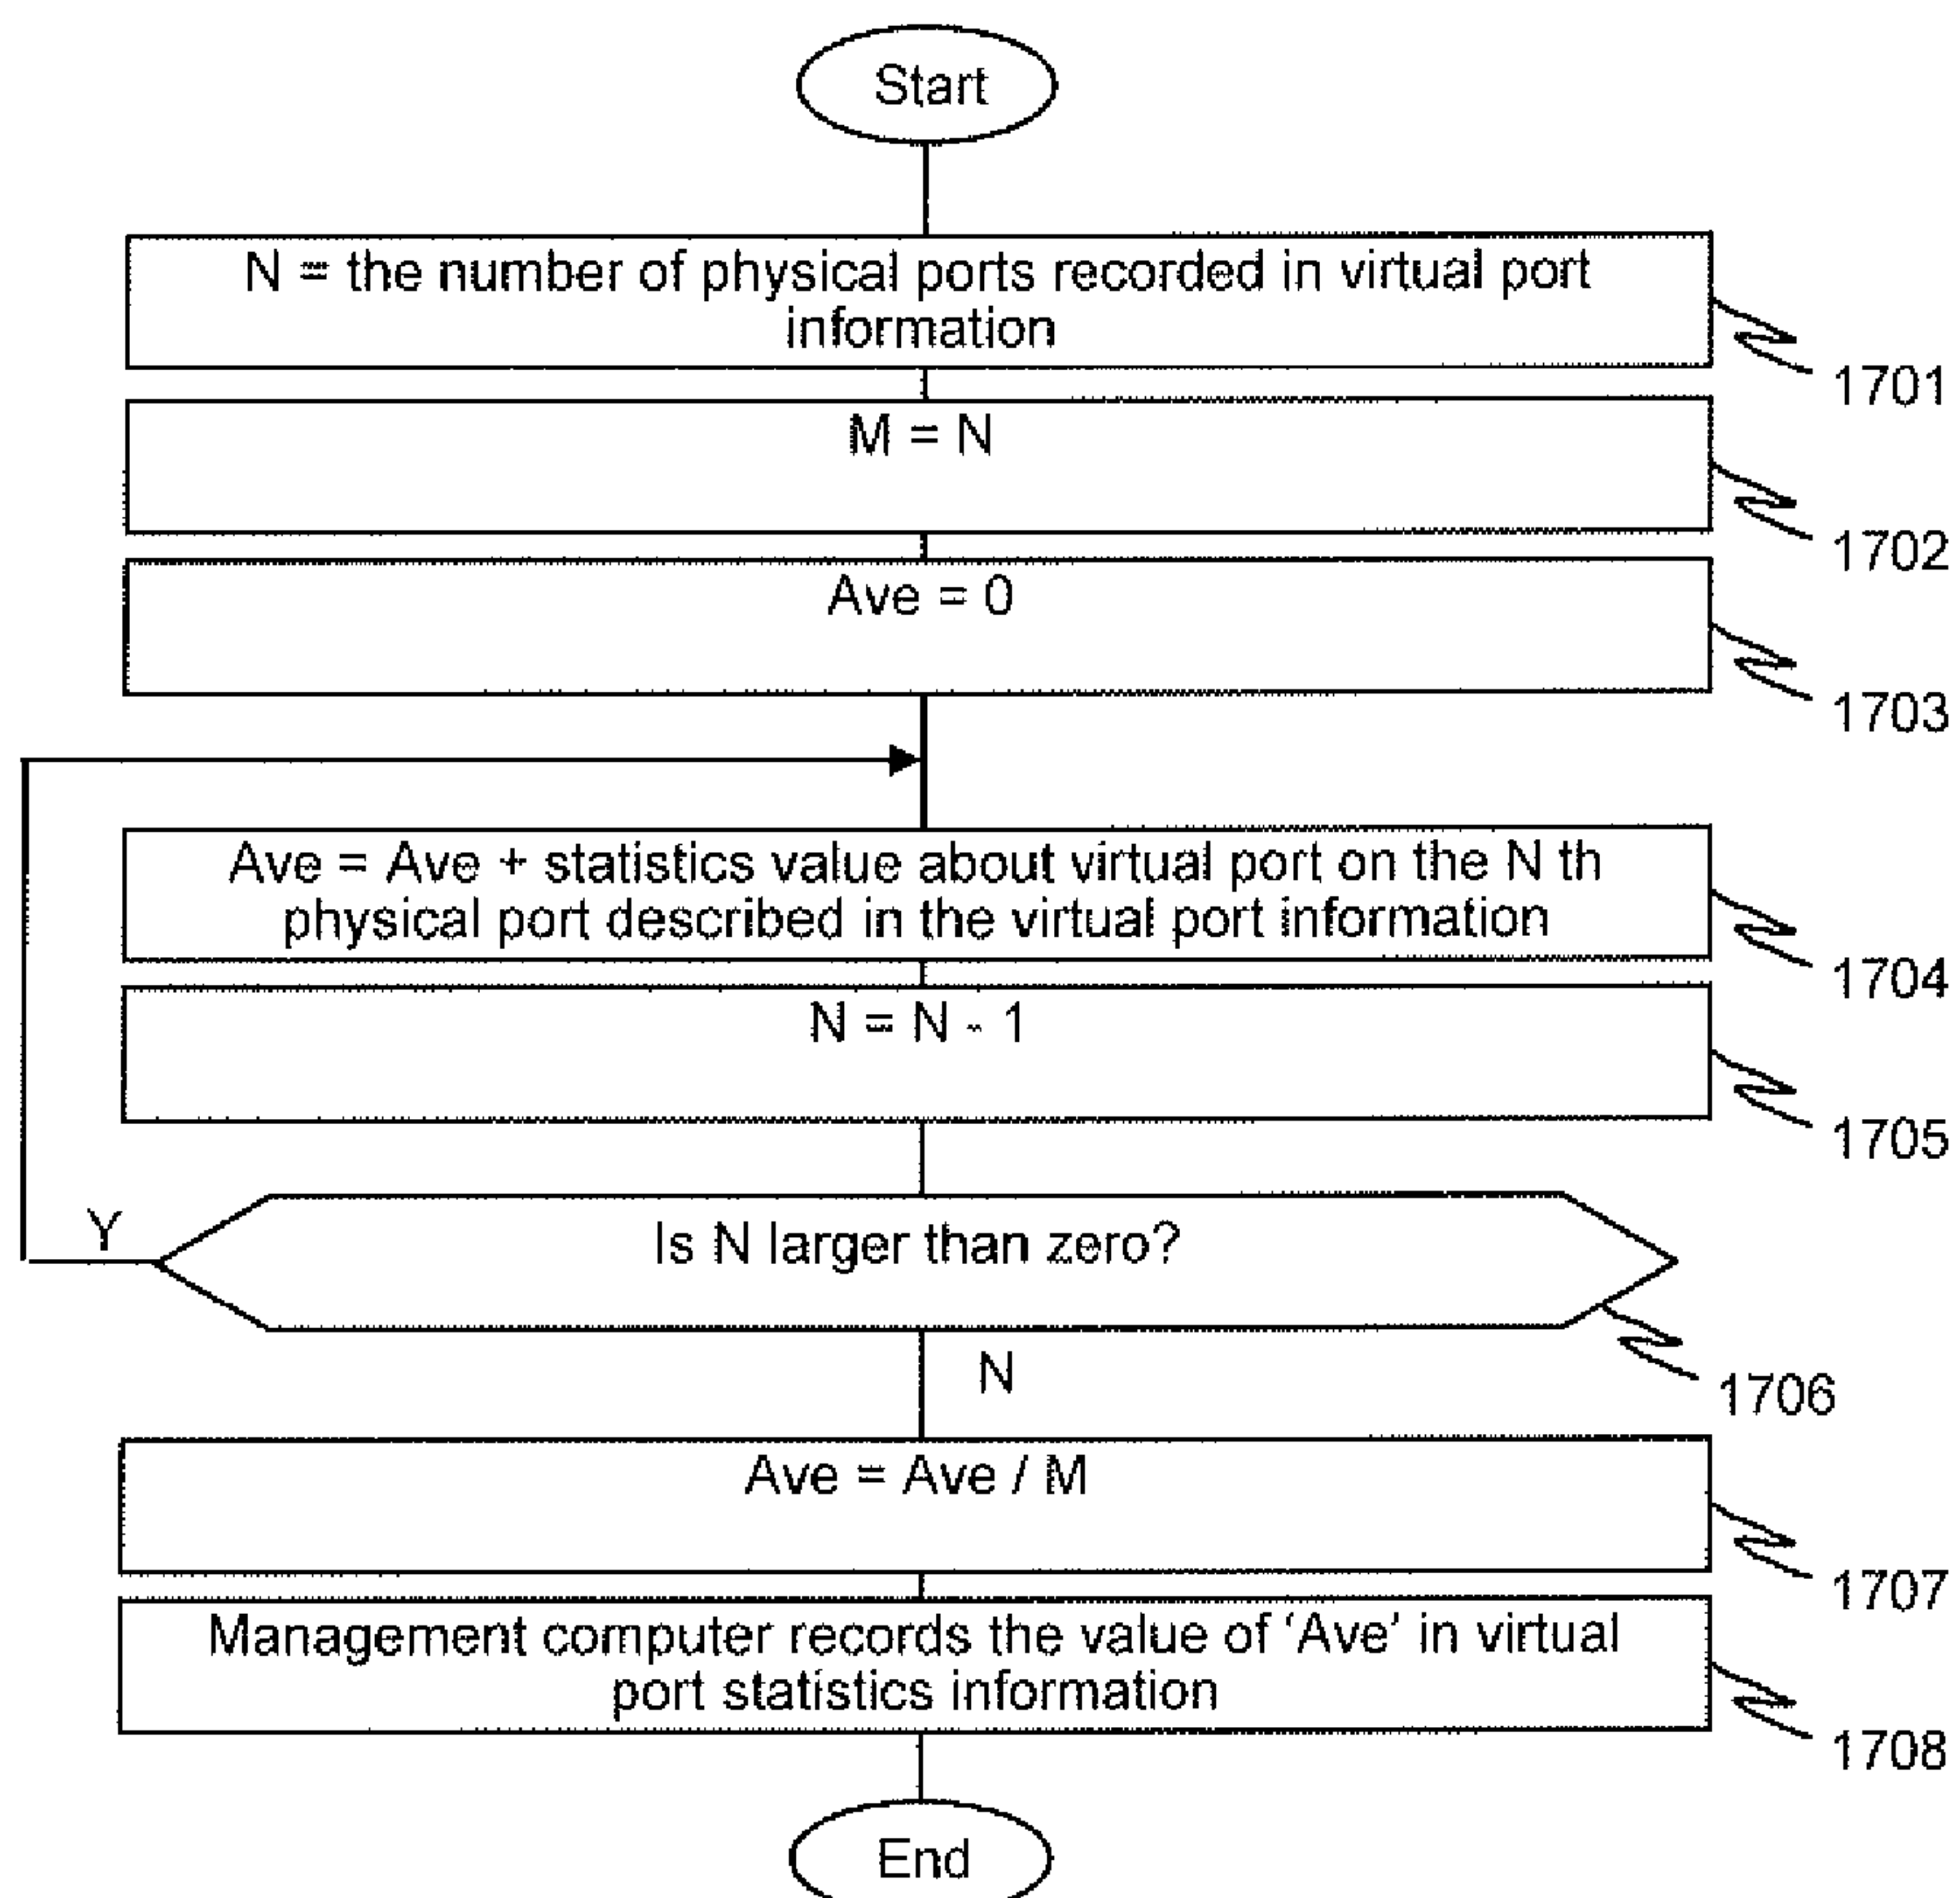 Start
N = the number of physical ports recorded in virtual port
information
1701
M = N
1702
Ave = 0
1703
Ave = Ave + statistics value about virtual port on the N th
physical port described in the virtual port information
1704
N = N - 1
1705
Y
Is N larger than zero?
N
1706
Ave = Ave / M
1707
Management computer records the value of 'Ave' in virtual
port statistics information
1708
End